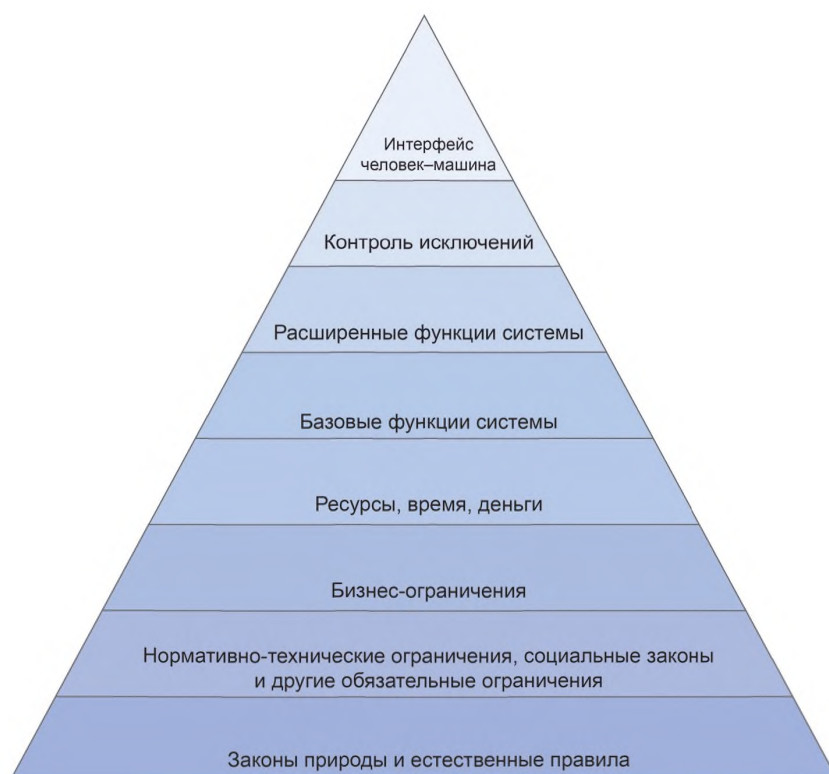 Интерфейс
человек–машина
Контроль исключений
Расширенные функции системы
Базовые функции системы
Ресурсы, время, деньги
Бизнес-ограничения
Нормативно-технические ограничения, социальные законы
и другие обязательные ограничения
Законы природы и естественные правила